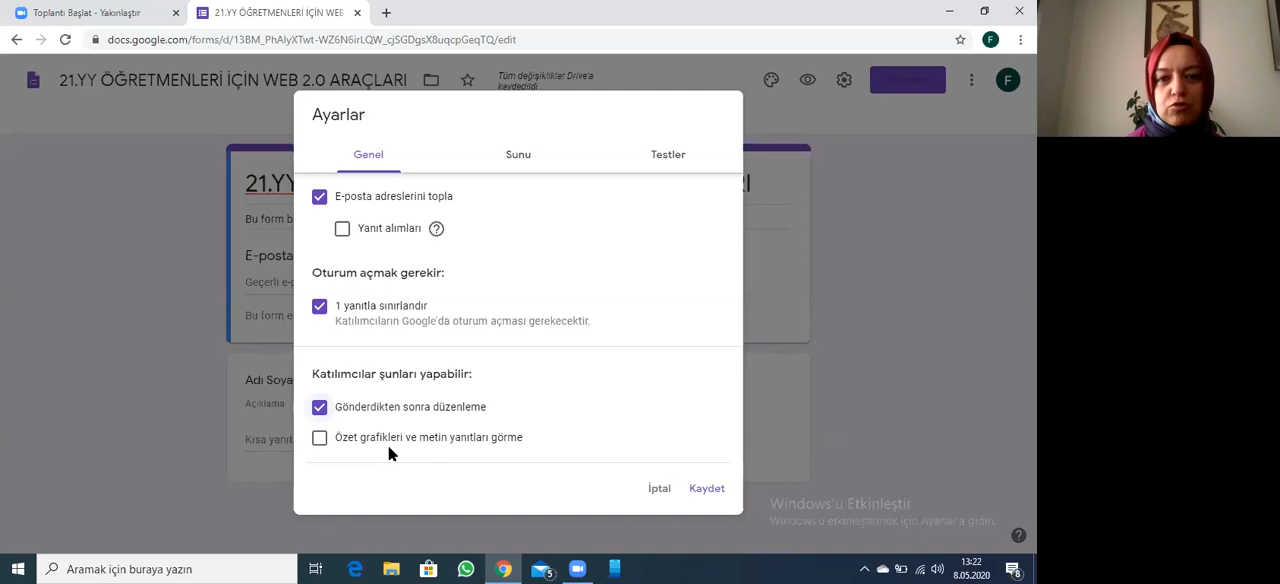 Toplantı Başlat - Yakınlaştır
21.YY ÖĞRETMENLERİ İÇİN WEB
docs.google.com/forms/d/13BM_PhAlyXTwt-WZ6N6irLQW_cjSGDgsX8uqcpGeqTQ/edit
F
21.YY ÖĞRETMENLERİ İÇİN WEB 2.0 ARAÇLARI
Tüm değişiklikler Drive'a
kaydedildi
F
Ayarlar
Genel
Sunu
Testler
21.YY
RI
E-posta adreslerini topla
Bu form b
Yanıt alımları
E-posta
Oturum açmak gerekir:
Geçerli e-p
1 yanıtla sınırlandır
Bu form e
Katılımcıların Google'da oturum açması gerekecektir.
Katılımcılar şunları yapabilir:
Adı Soya
Açıklama
Gönderdikten sonra düzenleme
Kısa yanıt
Özet grafikleri ve metin yanıtları görme
İptal
Kaydet
Windows'u Etkinleştir
Windows'u etkinleştirmek için Ayarlar'a gidin.
Aramak için buraya yazın
5
13:22
8.05.2020
8